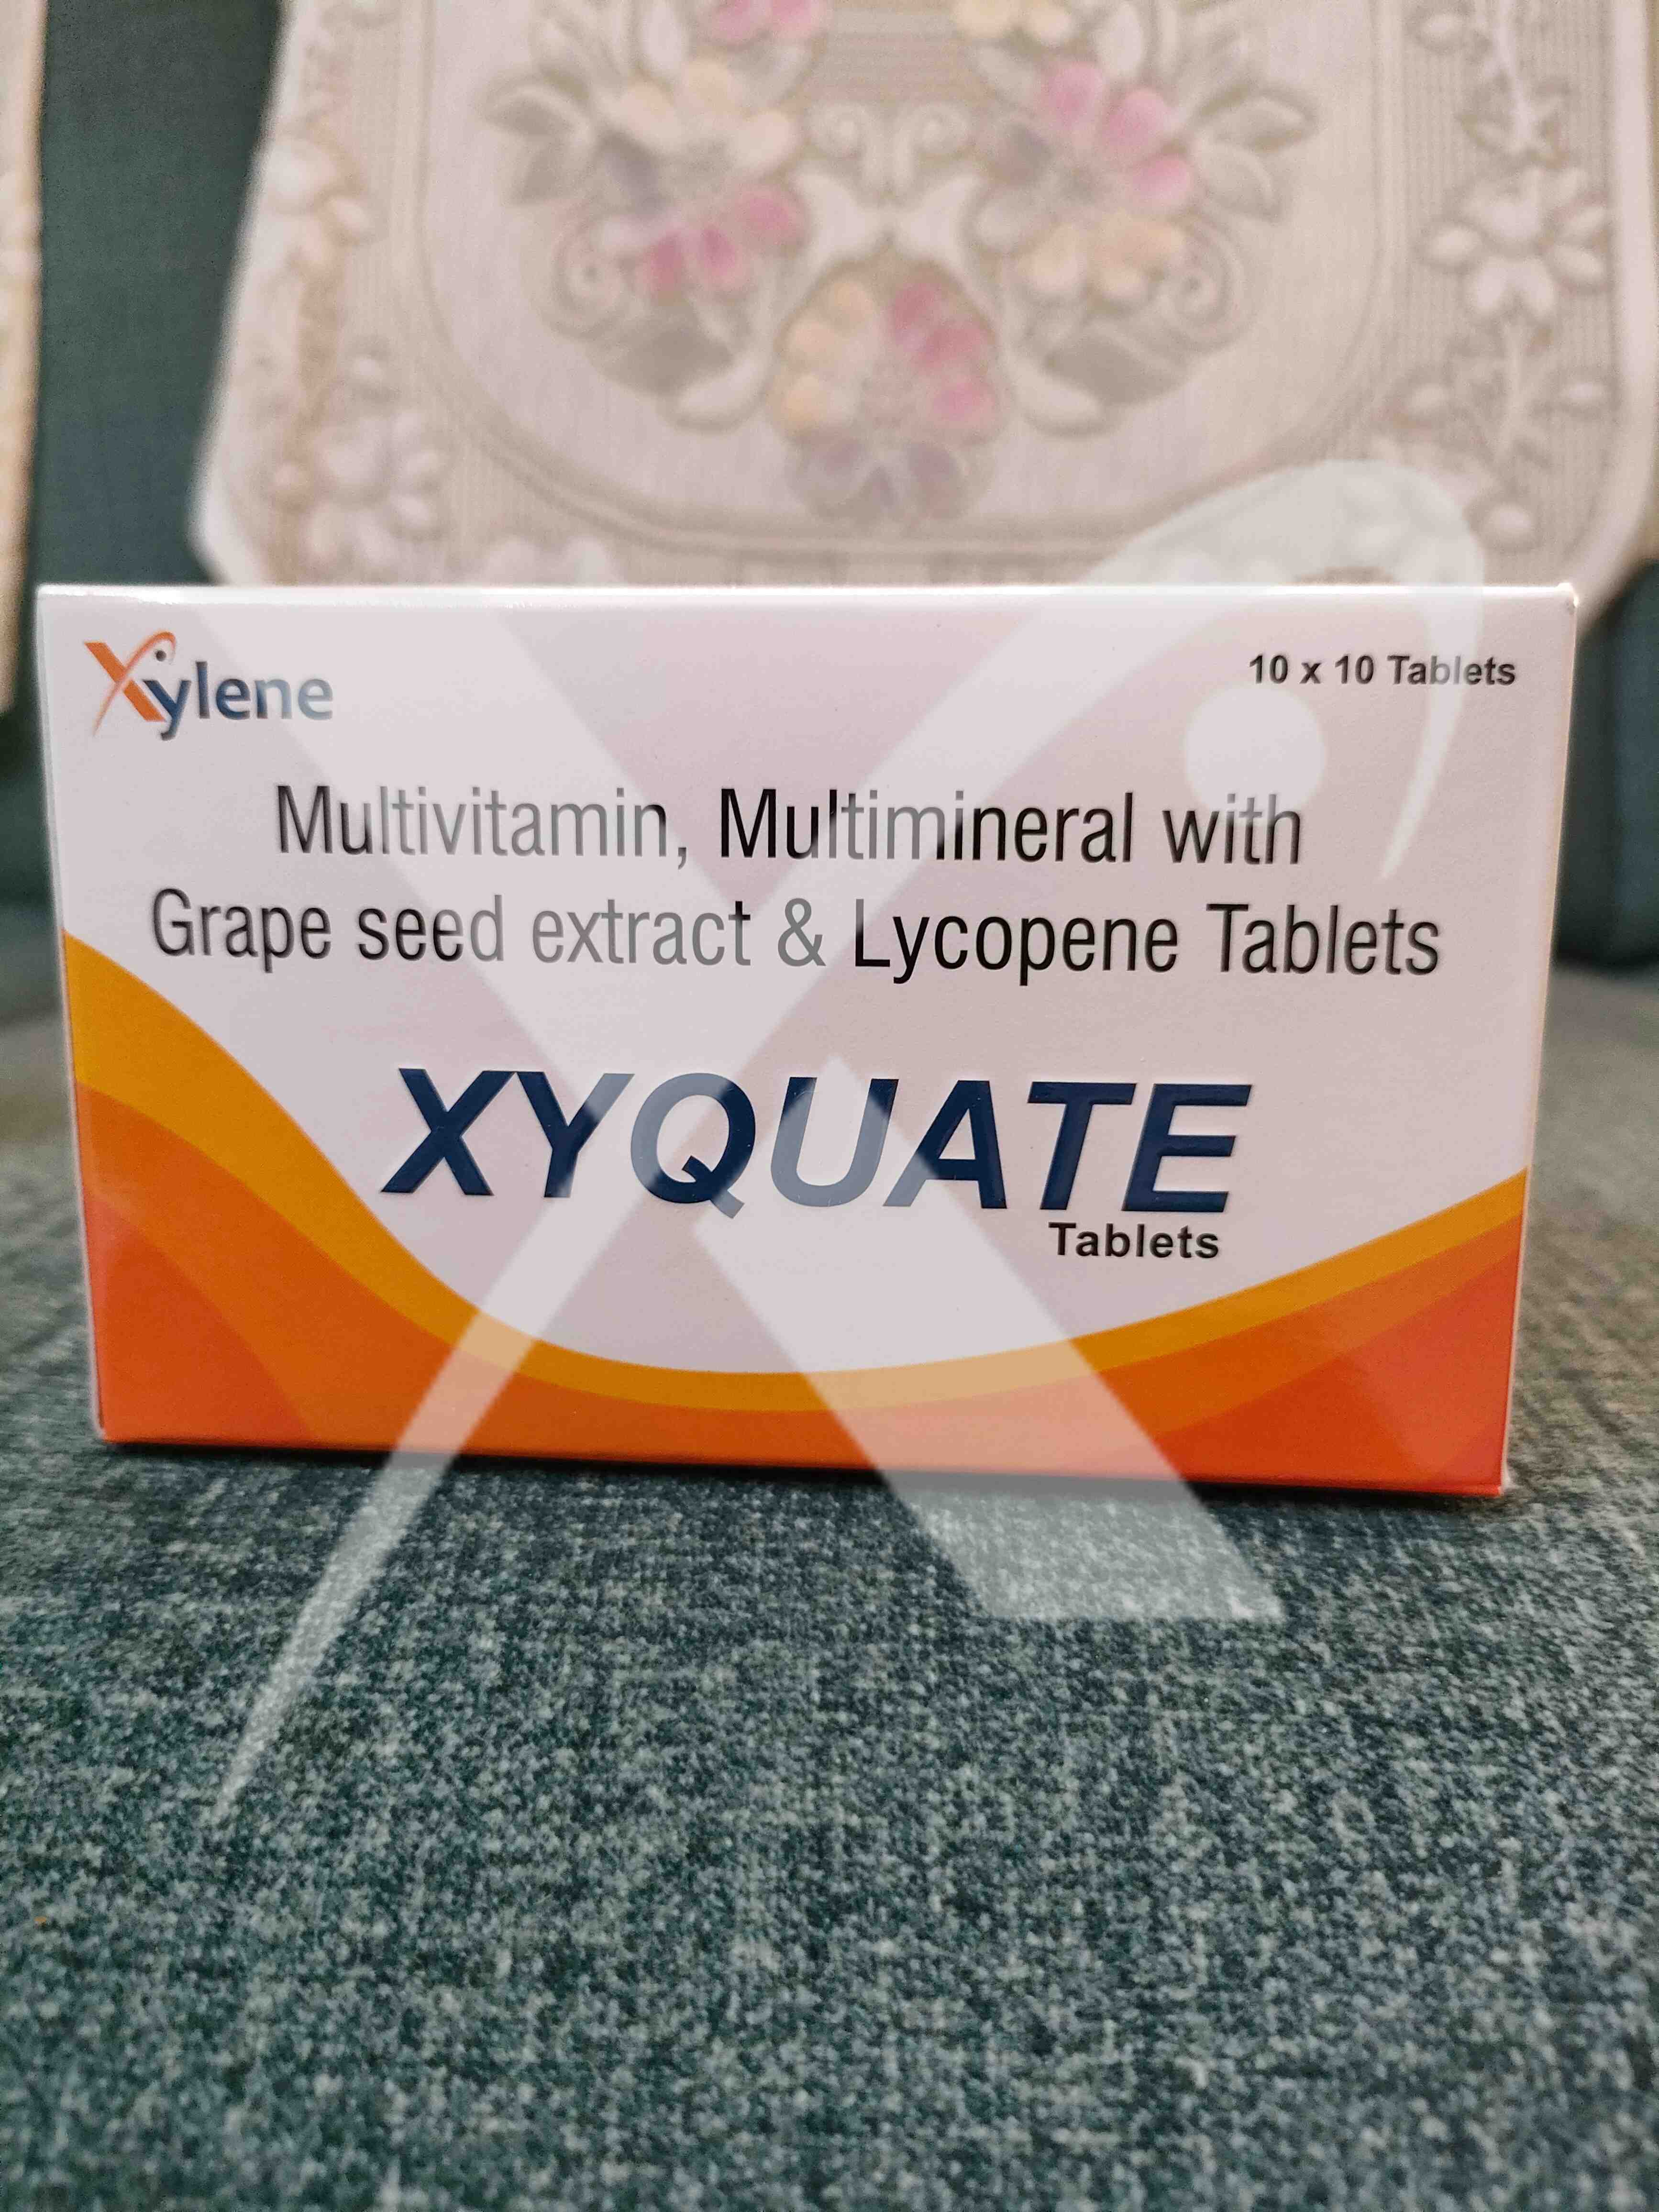 Xylene
10 x 10 Tablets
Multivitamin, Multimineral with
Grape seed extract & Lycopene Tablets
XYQUATE
Tablets